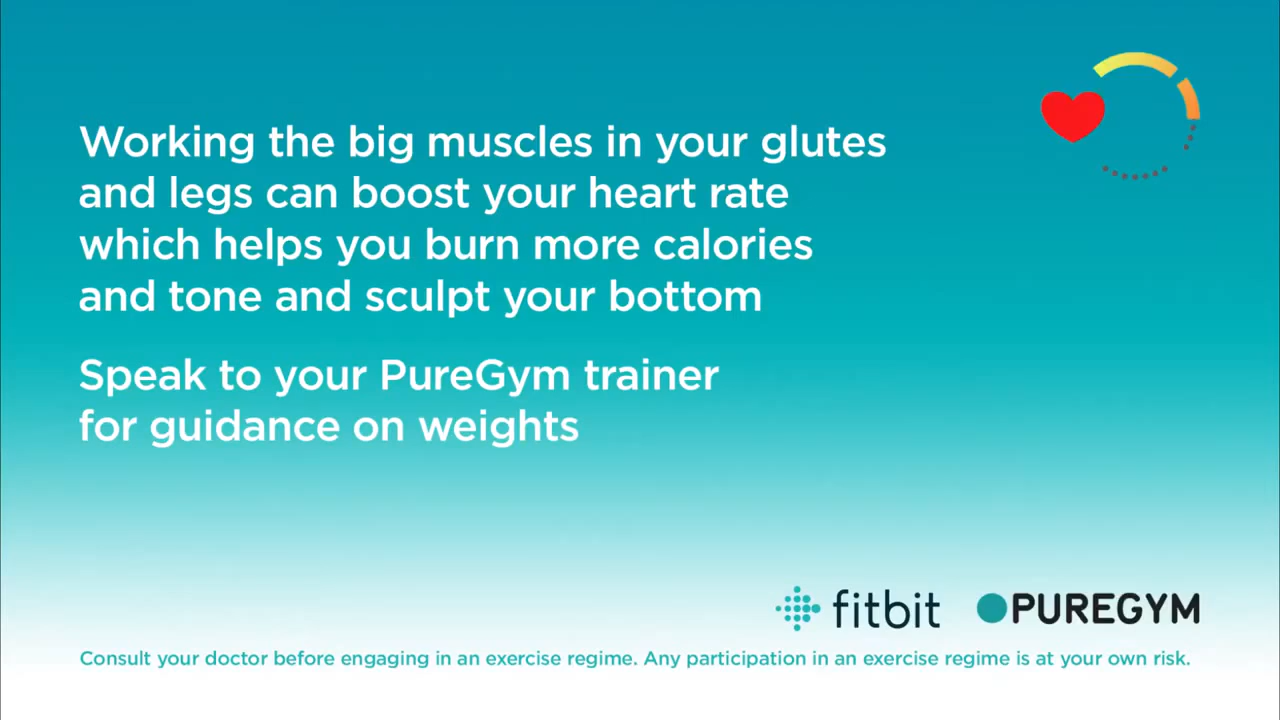 Working the big muscles in your glutes
and legs can boost your heart rate
which helps you burn more calories
and tone and sculpt your bottom
Speak to your PureGym trainer
for guidance on weights
fitbit PUREGYM
Consult your doctor before engaging in an exercise regime. Any participation in an exercise regime is at your own risk.